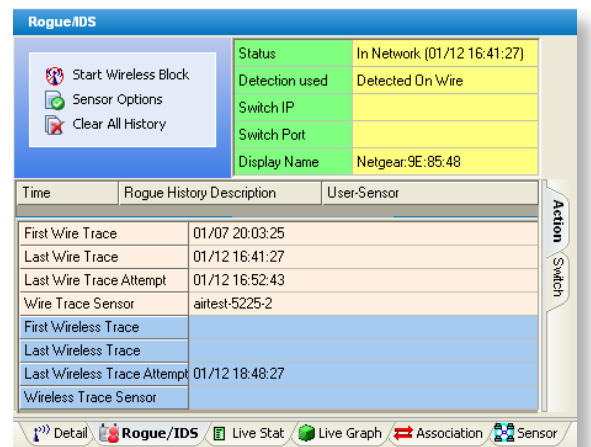 Rogue/IDS
Start Wireless Block
Sensor Options
Clear All History
Status In Network (01/12 16:41:27)
Detection used Detected On Wire
Switch IP
Switch Port
Display Name Netgear:9E:85:48
Time Rogue History Description User-Sensor
First Wire Trace 01/07 20:03:25
Last Wire Trace 01/12 16:41:27
Last Wire Trace Attempt 01/12 16:52:43
Wire Trace Sensor airtest-5225-2
First Wireless Trace
Last Wireless Trace
Last Wireless Trace Attempt 01/12 18:48:27
Wireless Trace Sensor
Action
Switch
Detail Rogue/IDS Live Stat Live Graph Association Sensor